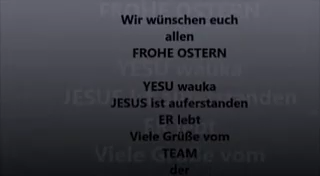 Wir wünschen euch
allen
FROHE OSTERN
YESU wauka
JESUS ist auferstanden
ER lebt
Viele Grüße vom
TEAM
der